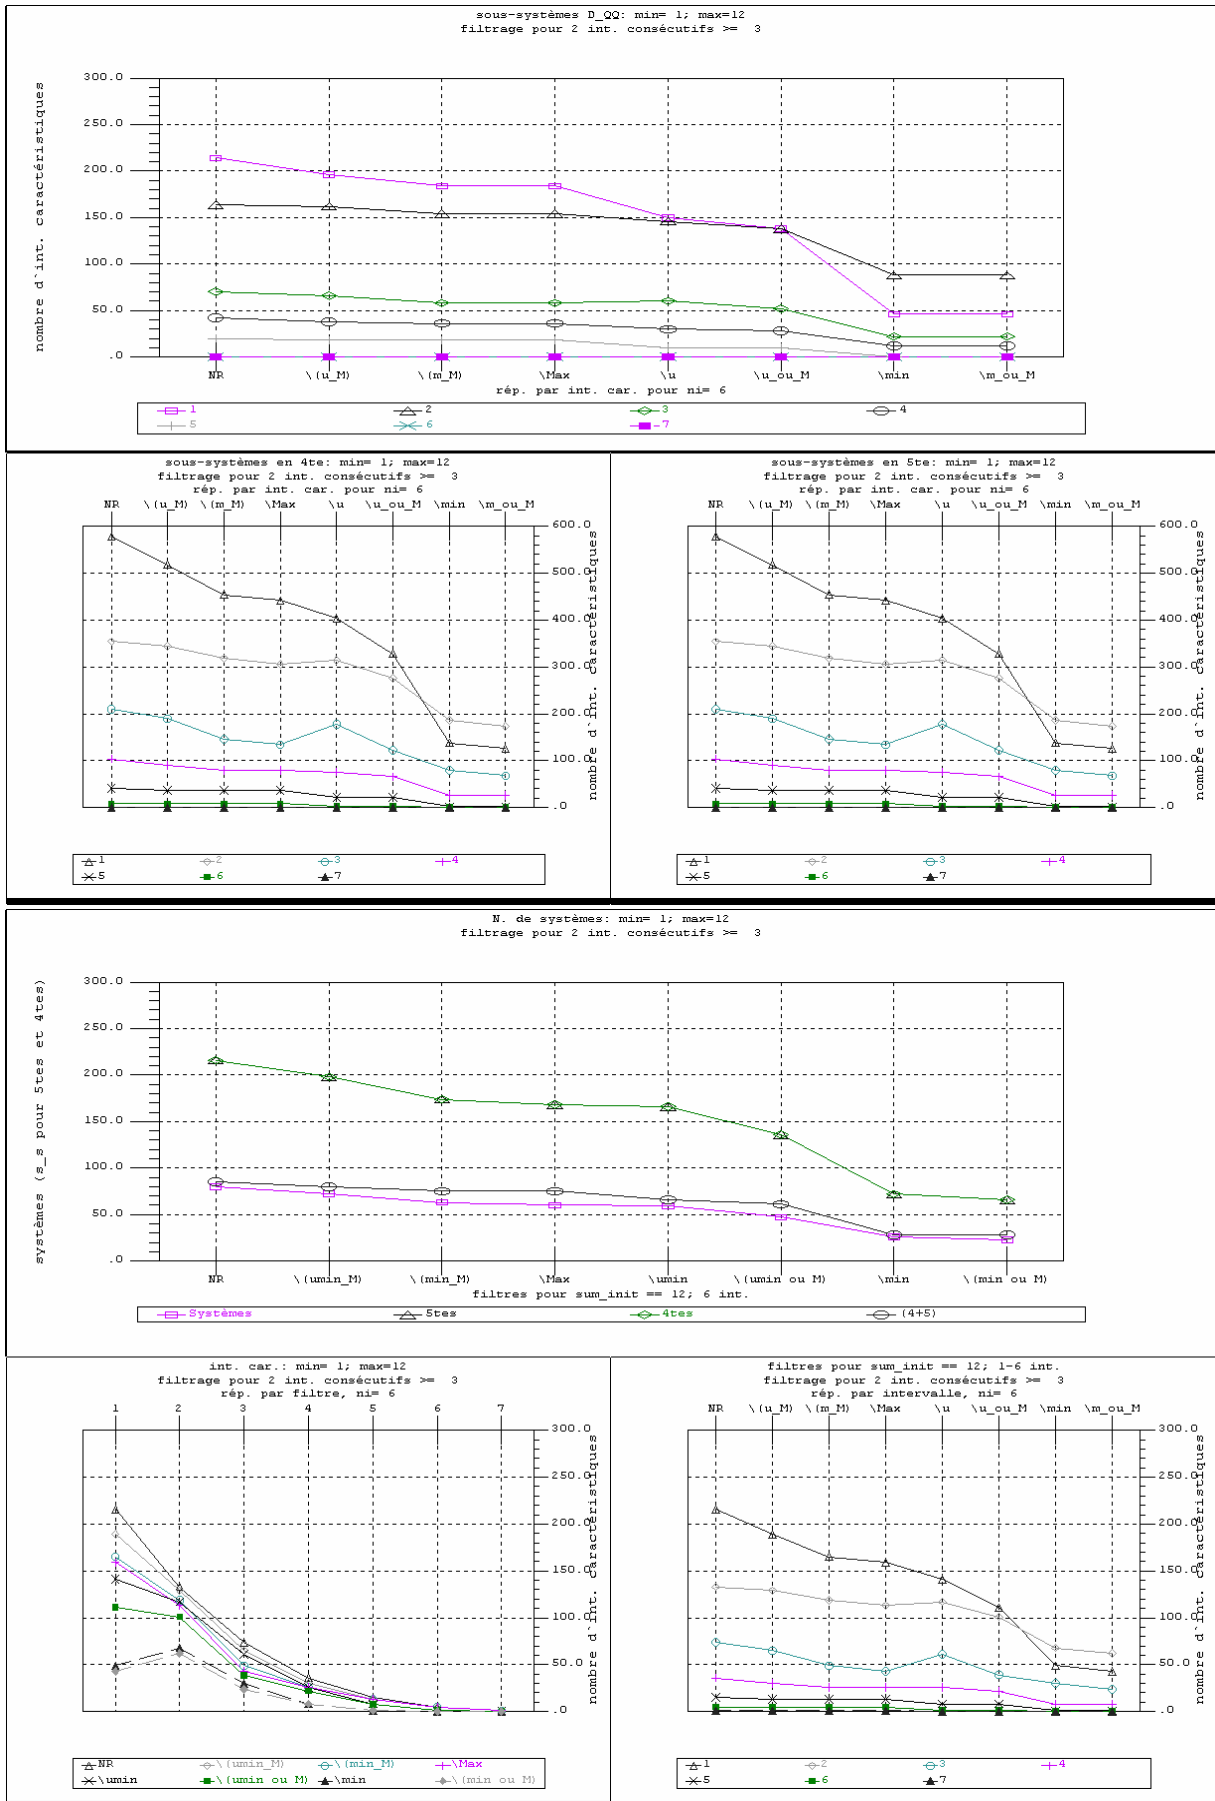 sous-systèmes D_QQ: min= 1; max=12
filtrage pour 2 int. consécutifs >=  3
nombre d`int. caractéristiques
300.0
250.0
200.0
150.0
100.0
50.0
.0
NR \(u_M) \(m_M) \Max \u \u_ou_M \min \m_ou_M
rép. par int. car. pour ni= 6
1 2 3 4
5 6 7
sous-systèmes en 4te: min= 1; max=12
filtrage pour 2 int. consécutifs >=  3
rép. par int. car. pour ni= 6
NR \(u_M) \(m_M) \Max \u \u_ou_M \min \m_ou_M
600.0
500.0
400.0
300.0
200.0
100.0
.0
nombre d`int. caractéristiques
1 2 3 4
5 6 7
sous-systèmes en 5te: min= 1; max=12
filtrage pour 2 int. consécutifs >=  3
rép. par int. car. pour ni= 6
NR \(u_M) \(m_M) \Max \u \u_ou_M \min \m_ou_M
600.0
500.0
400.0
300.0
200.0
100.0
.0
nombre d`int. caractéristiques
1 2 3 4
5 6 7
N. de systèmes: min= 1; max=12
filtrage pour 2 int. consécutifs >=  3
systèmes (s_s pour 5tes et 4tes)
300.0
250.0
200.0
150.0
100.0
50.0
.0
NR \(umin_M) \(min_M) \Max \umin \(umin ou M) \min \(min ou M)
filtres pour sum_init == 12; 6 int.
Systèmes 5tes 4tes (4+5)
int. car.: min= 1; max=12
filtrage pour 2 int. consécutifs >=  3
rép. par filtre, ni= 6
1 2 3 4 5 6 7
300.0
250.0
200.0
150.0
100.0
50.0
.0
nombre d`int. caractéristiques
NR \(umin_M) \(min_M) \Max
\umin \(umin ou M) \min \(min ou M)
filtres pour sum_init == 12; 1-6 int.
filtrage pour 2 int. consécutifs >=  3
rép. par intervalle, ni= 6
NR \(u_M) \(m_M) \Max \u \u_ou_M \min \m_ou_M
300.0
250.0
200.0
150.0
100.0
50.0
.0
nombre d`int. caractéristiques
1 2 3 4
5 6 7